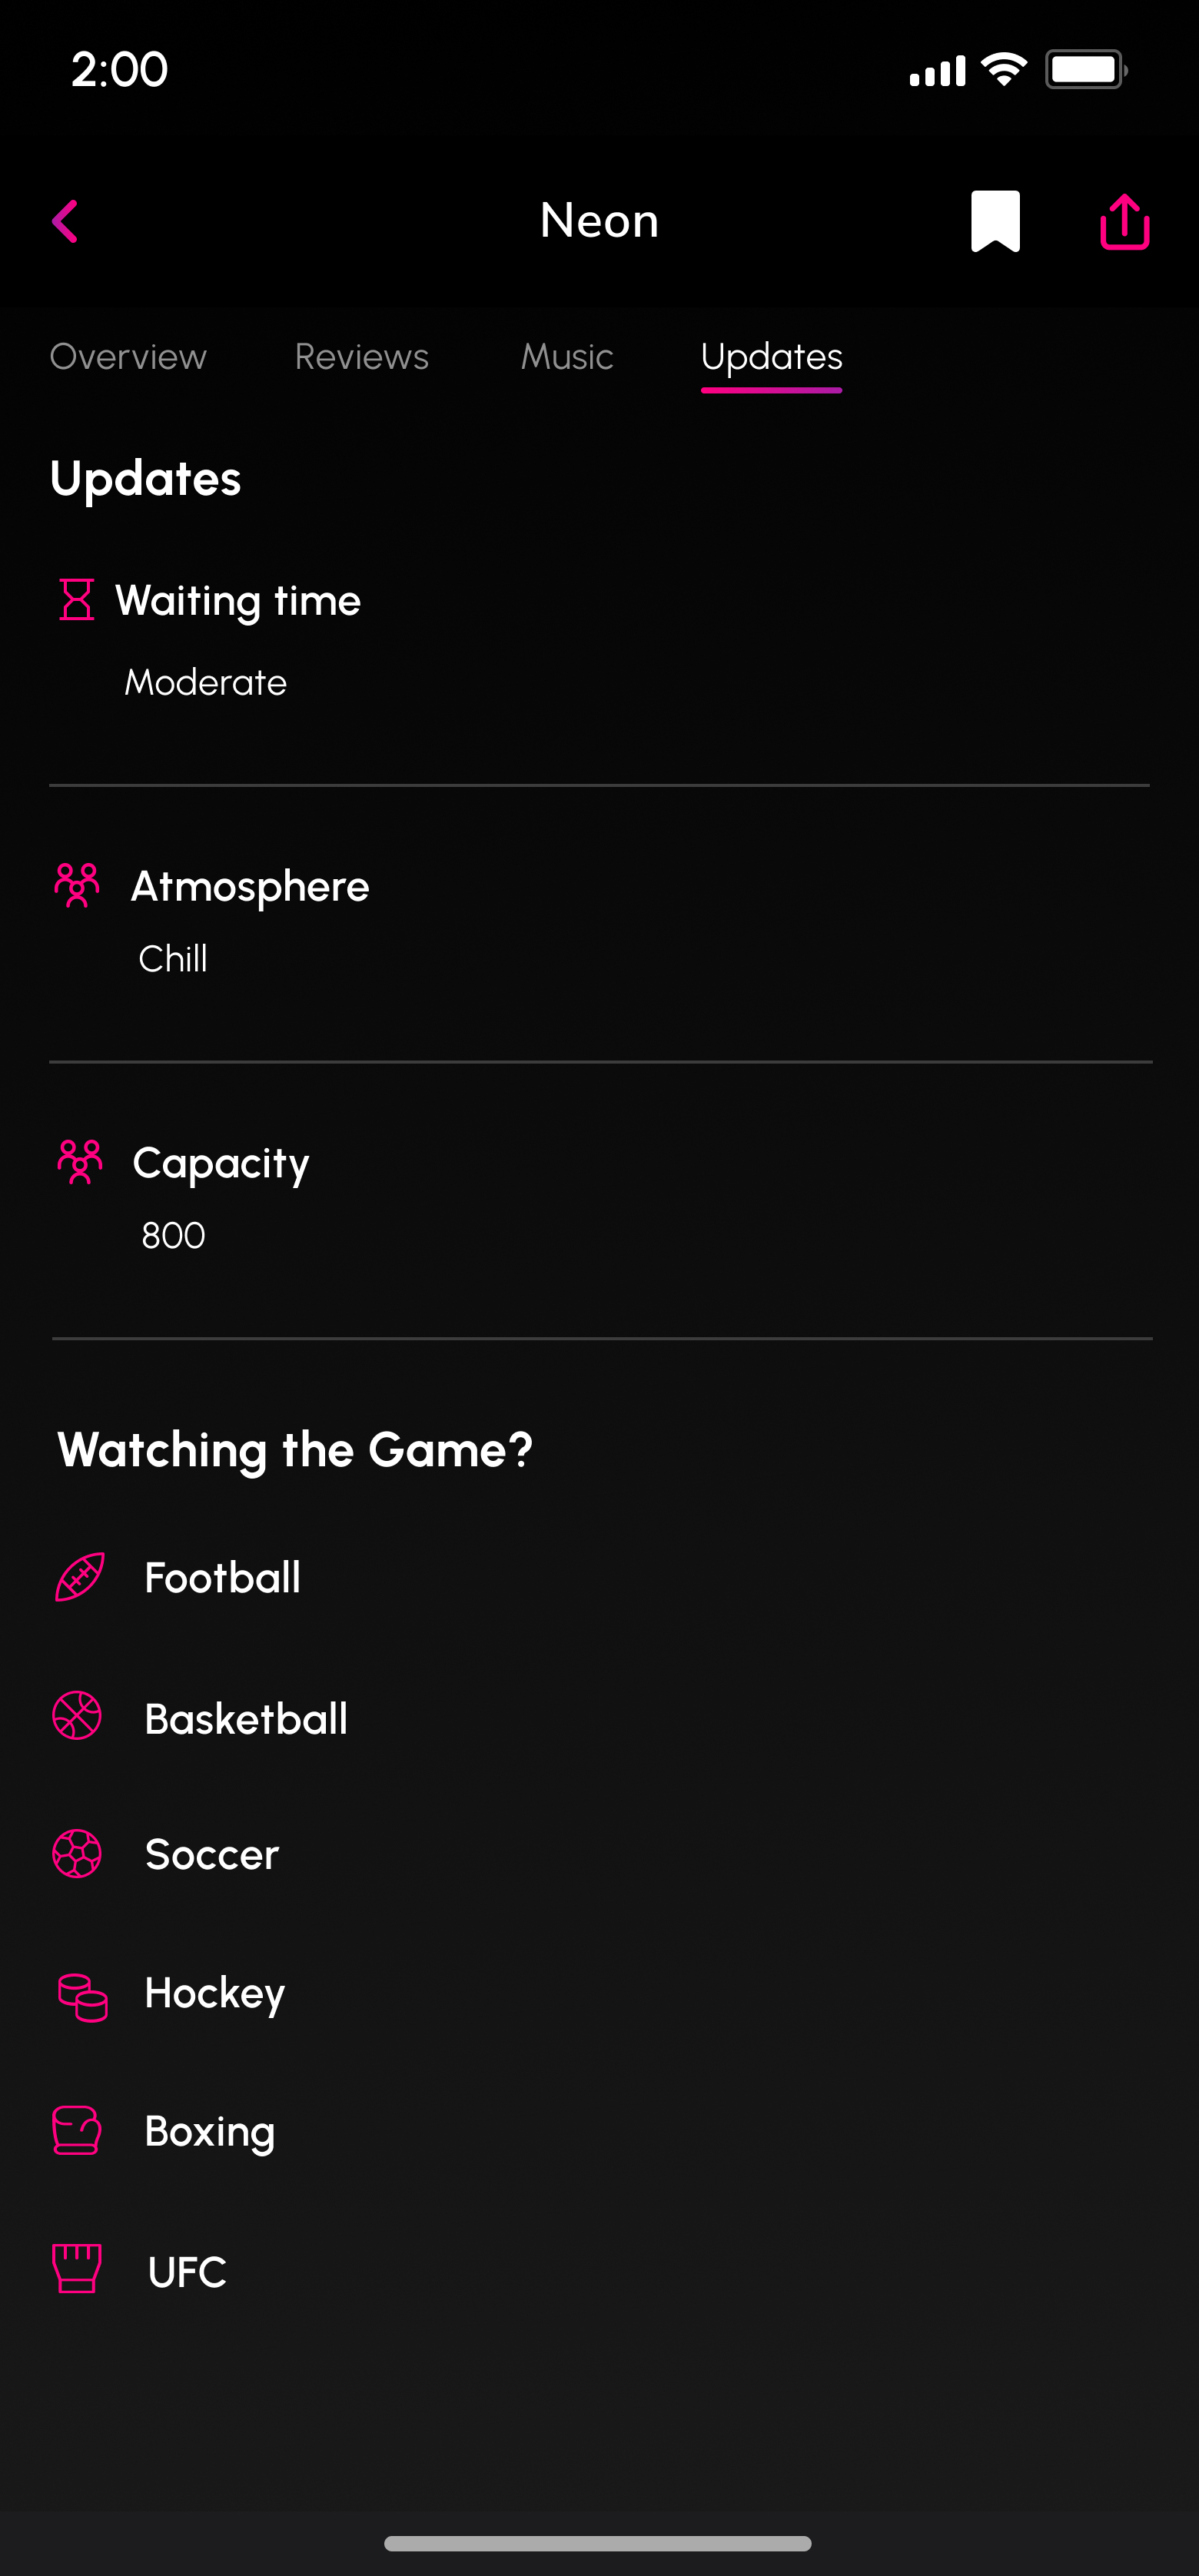 2:00
Neon
Overview Reviews Music Updates
Updates
Waiting time
Moderate
Atmosphere
Chill
Capacity
800
Watching the Game?
Football
Basketball
Soccer
Hockey
Boxing
UFC